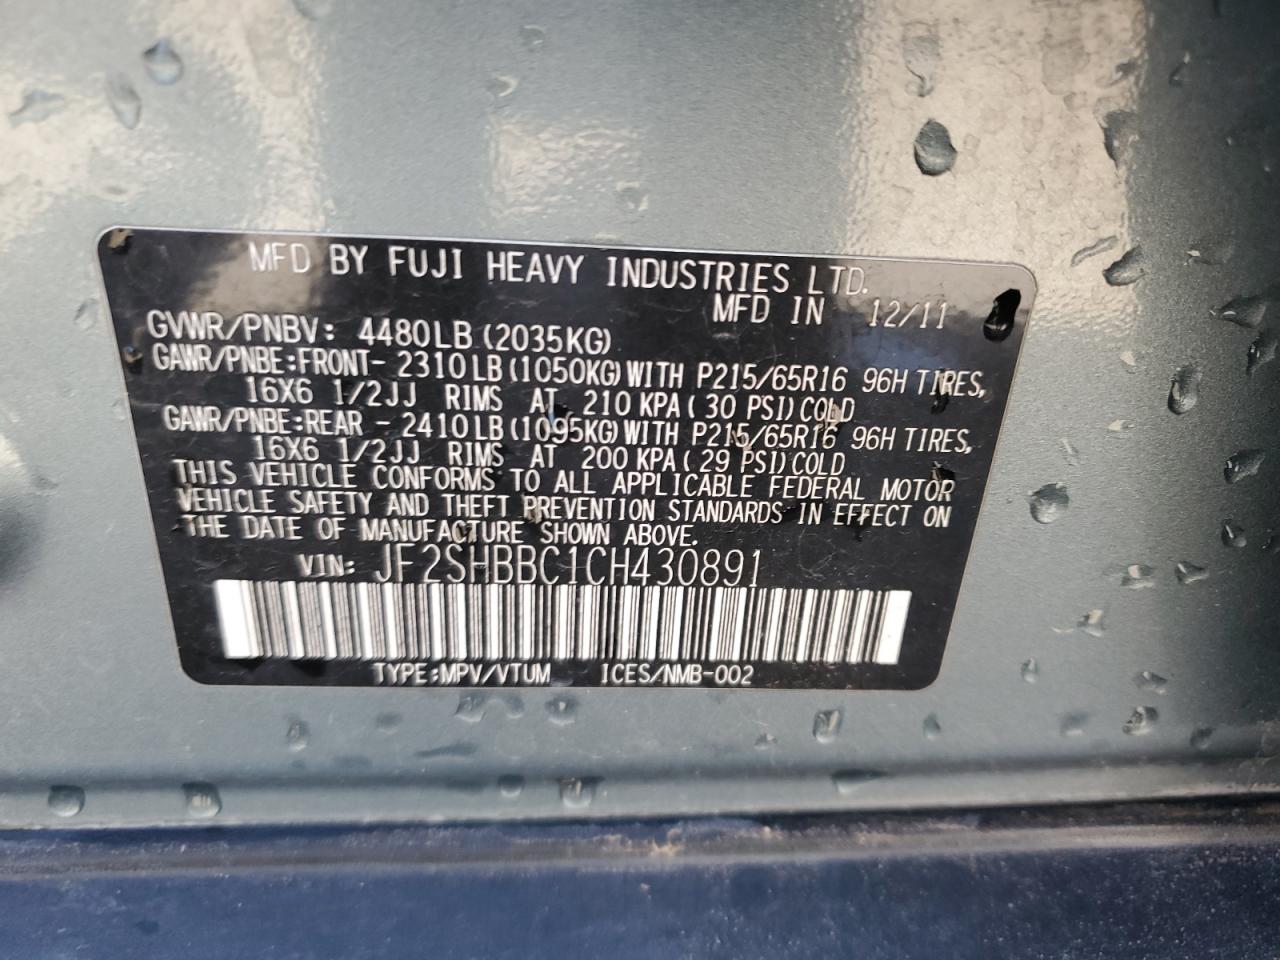 MFD BY FUJI HEAVY INDUSTRIES LTD.
MFD IN 12/11
GVWR/PNBV: 4480LB (2035KG)
GAWR/PNBE:FRONT- 2310LB (1050KG) WITH P215/65R16 96H TIRES,
16X6 1/2JJ RIMS AT 210 KPA ( 30 PSI) COLD
GAWR/PNBE:REAR - 2410LB (1095KG) WITH P215/65R16 96H TIRES,
16X6 1/2JJ RIMS AT 200 KPA ( 29 PSI) COLD
THIS VEHICLE CONFORMS TO ALL APPLICABLE FEDERAL MOTOR
VEHICLE SAFETY AND THEFT PREVENTION STANDARDS IN EFFECT ON
THE DATE OF MANUFACTURE SHOWN ABOVE.
VIN: JF2SHBBC1CH430891
TYPE:MPV/VTUM ICES/NMB-002